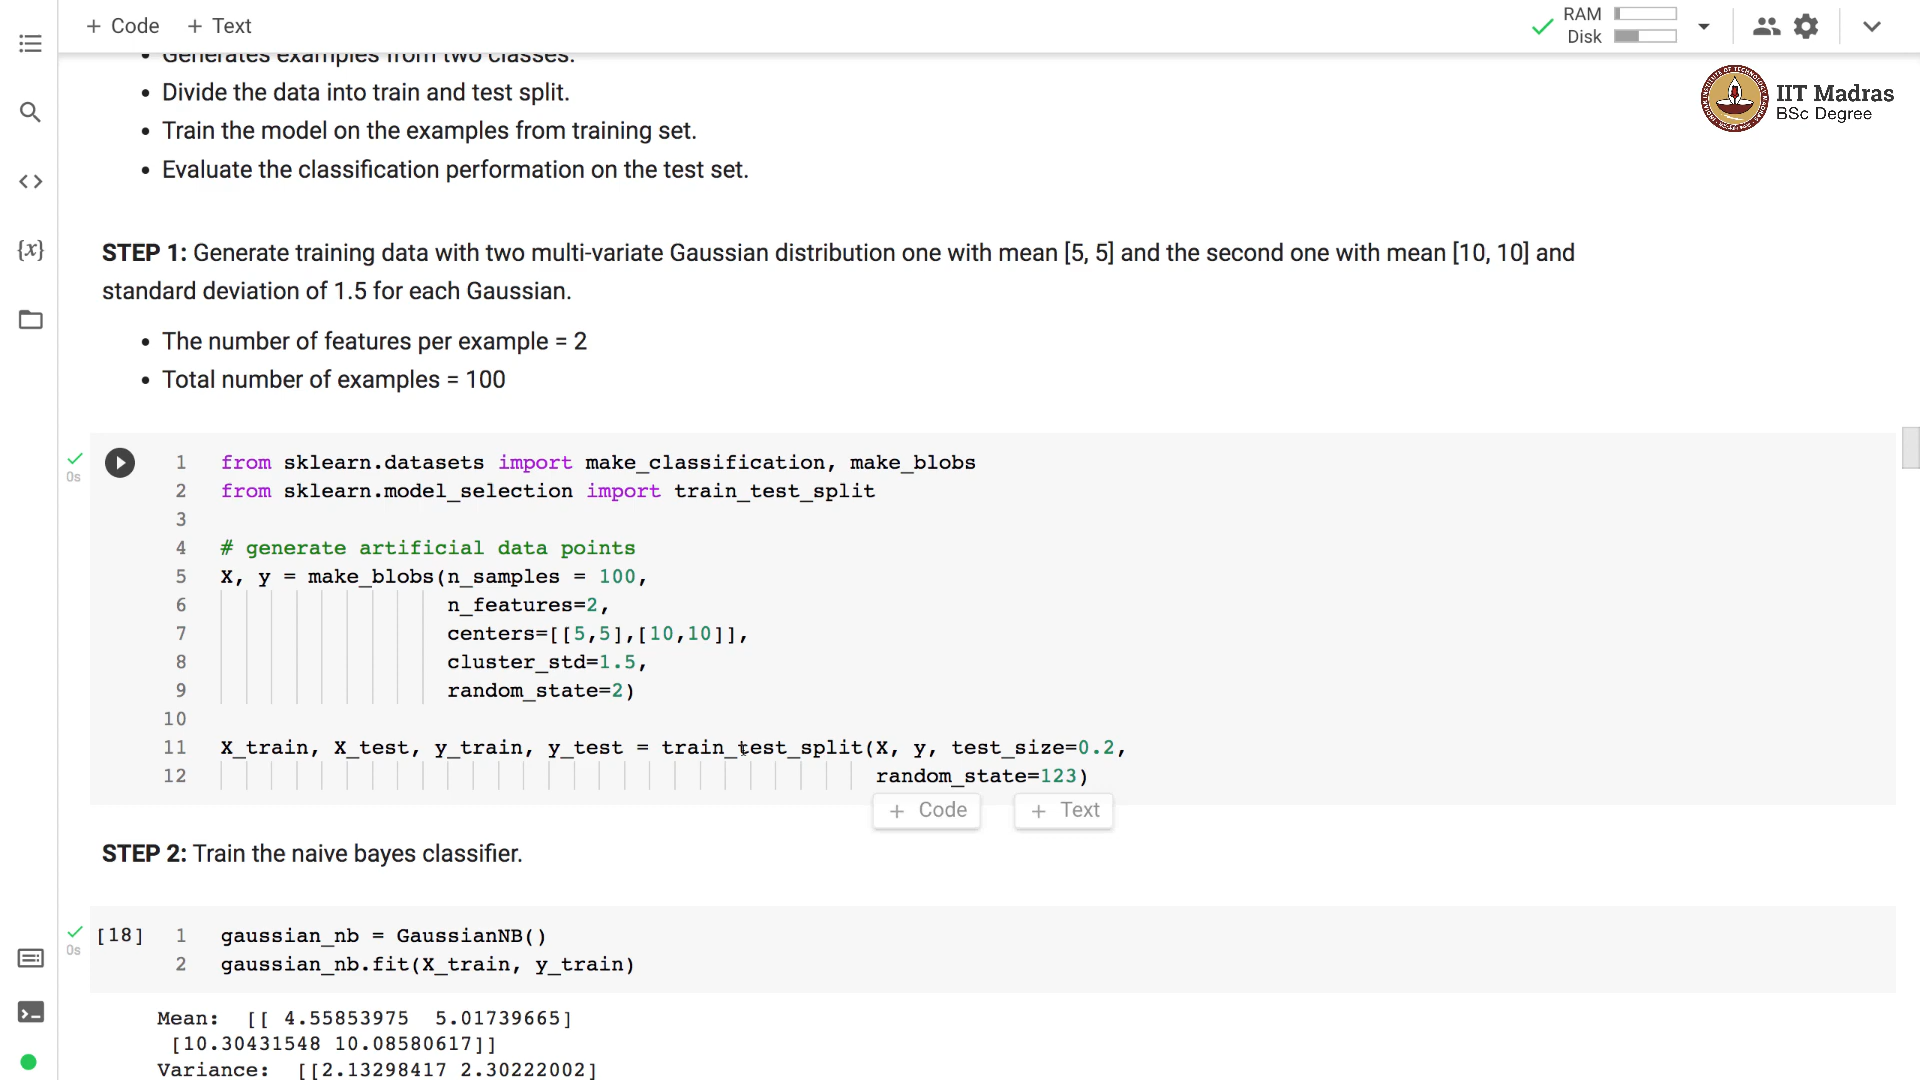 + Code + Text
RAM
Disk
Generates examples from two classes.
IIT Madras
BSc Degree
• Divide the data into train and test split.
• Train the model on the examples from training set.
• Evaluate the classification performation on the test set.
{x}
STEP 1: Generate training data with two multi-variate Gaussian distribution one with mean [5, 5] and the second one with mean [10, 10] and
standard deviation of 1.5 for each Gaussian.
• The number of features per example = 2
• Total number of examples = 100
0s
1 from sklearn.datasets import make_classification, make_blobs
2 from sklearn.model_selection import train_test_split
3
4 # generate artificial data points
5 X, y = make_blobs(n_samples = 100,
6 n_features=2,
7 centers=[[5,5],[10,10]],
8 cluster_std=1.5,
9 random_state=2)
10
11 X_train, X_test, y_train, y_test = train_test_split(X, y, test_size=0.2,
12 random_state=123)
+ Code + Text
STEP 2: Train the naive bayes classifier.
0s
[18] 1 gaussian_nb = GaussianNB()
2 gaussian_nb.fit(X_train, y_train)
Mean: [[ 4.55853975 5.01739665]
[10.30431548 10.08580617]]
Variance: [[2.13298417 2.30222002]